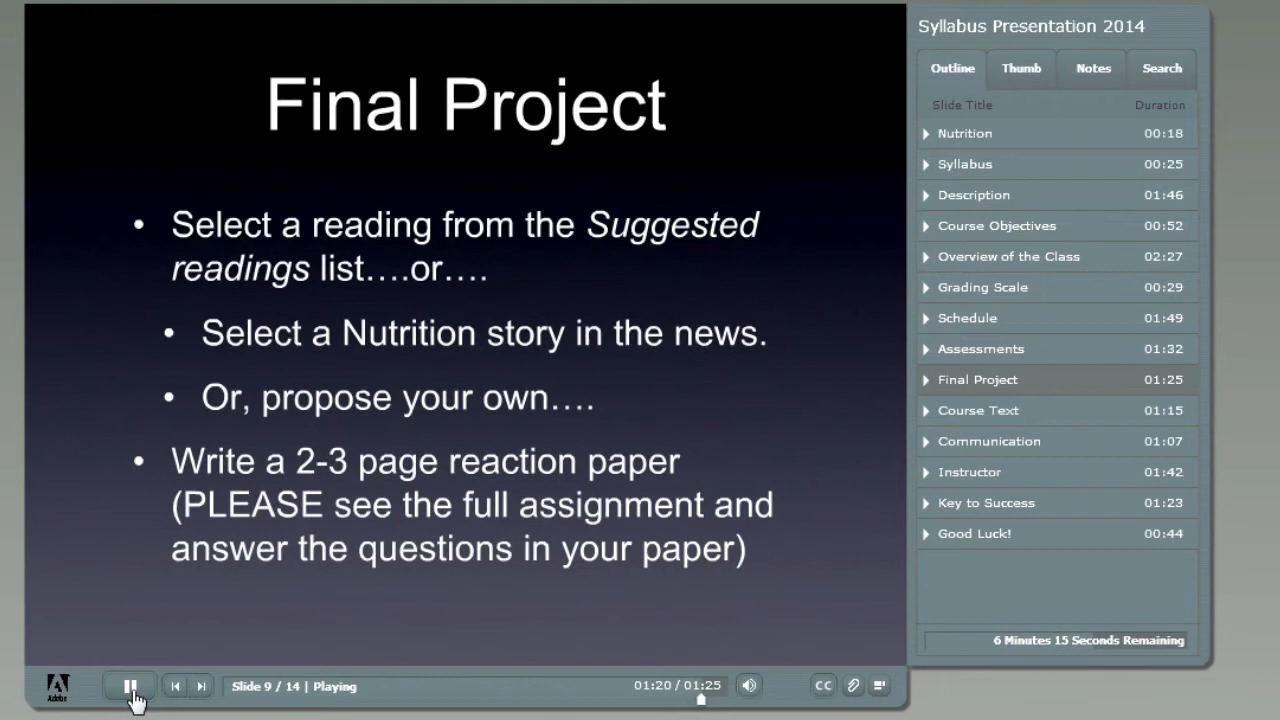 Final Project
• Select a reading from the Suggested
readings list….or….
• Select a Nutrition story in the news.
• Or, propose your own….
• Write a 2-3 page reaction paper
(PLEASE see the full assignment and
answer the questions in your paper)
Adobe
Slide 9 / 14 | Playing
01:20 / 01:25
CC
Syllabus Presentation 2014
Outline Thumb Notes Search
Slide Title Duration
Nutrition 00:18
Syllabus 00:25
Description 01:46
Course Objectives 00:52
Overview of the Class 02:27
Grading Scale 00:29
Schedule 01:49
Assessments 01:32
Final Project 01:25
Course Text 01:15
Communication 01:07
Instructor 01:42
Key to Success 01:23
Good Luck! 00:44
6 Minutes 15 Seconds Remaining